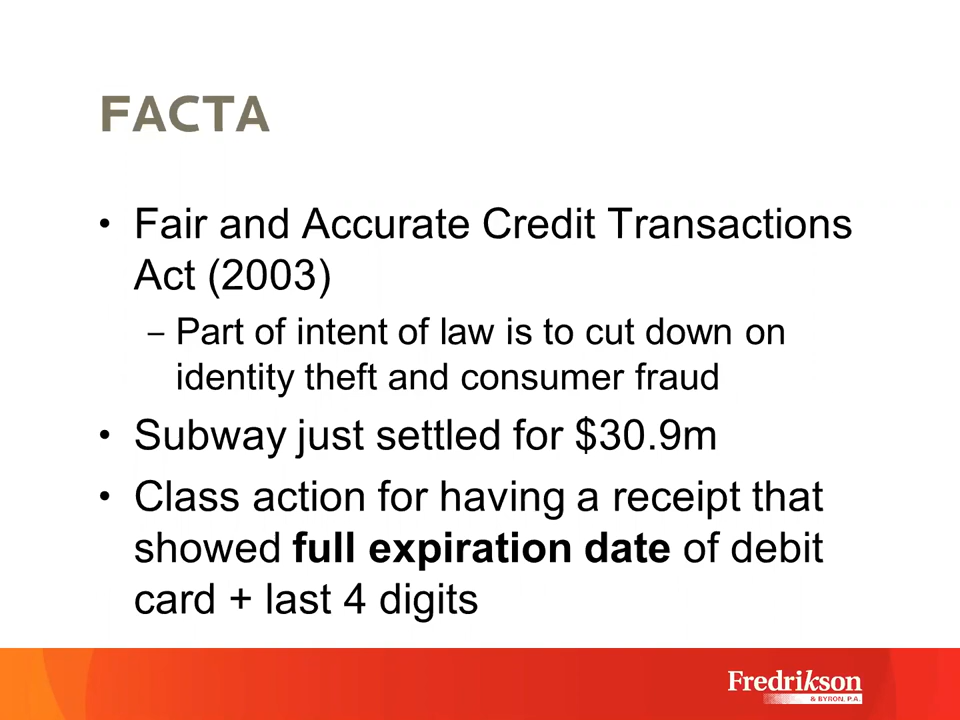 FACTA
• Fair and Accurate Credit Transactions
Act (2003)
– Part of intent of law is to cut down on
identity theft and consumer fraud
• Subway just settled for $30.9m
• Class action for having a receipt that
showed full expiration date of debit
card + last 4 digits
Fredrikson
& BYRON, P.A.